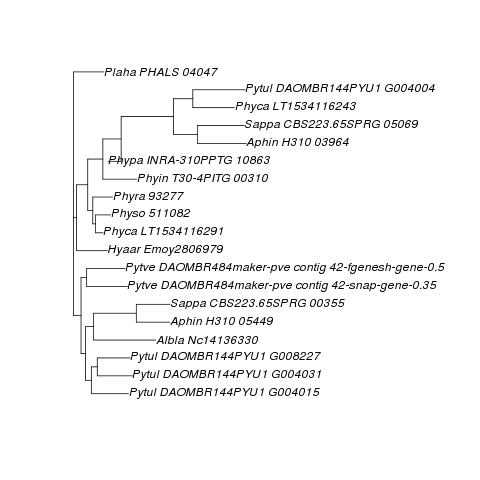 Plaha PHALS 04047
Pytul DAOMBR144PYU1 G004004
Phyca LT1534116243
Sappa CBS223.65SPRG 05069
Aphin H310 03964
Phypa INRA-310PPTG 10863
Phyin T30-4PITG 00310
Phyra 93277
Physo 511082
Phyca LT1534116291
Hyaar Emoy2806979
Pytve DAOMBR484maker-pve contig 42-fgenesh-gene-0.5
Pytve DAOMBR484maker-pve contig 42-snap-gene-0.35
Sappa CBS223.65SPRG 00355
Aphin H310 05449
Albla Nc14136330
Pytul DAOMBR144PYU1 G008227
Pytul DAOMBR144PYU1 G004031
Pytul DAOMBR144PYU1 G004015